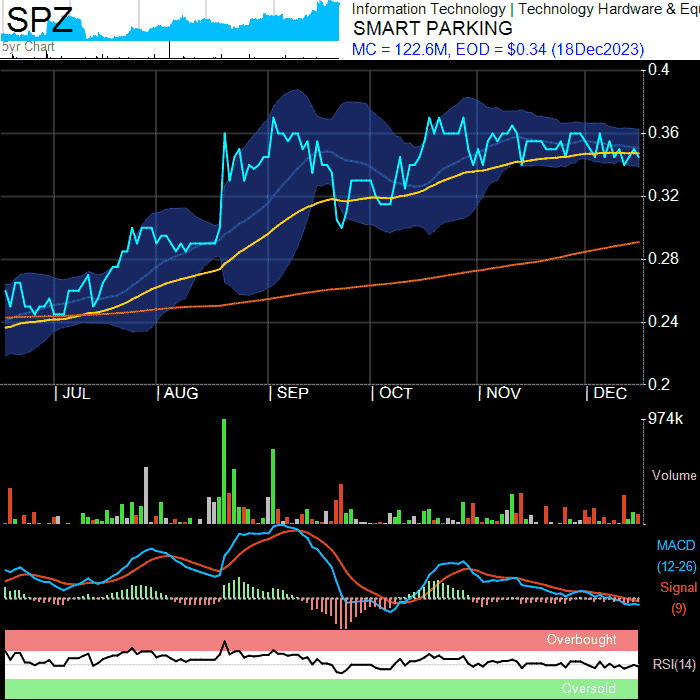 SPZ
5yr Chart
Information Technology | Technology Hardware & Equ
SMART PARKING
MC = 122.6M, EOD = $0.34 (18Dec2023)
0.4
0.36
0.32
0.28
0.24
0.2
| JUL | AUG | SEP | OCT | NOV | DEC
974k
Volume
MACD
(12-26)
Signal
(9)
Overbought
RSI(14)
Oversold